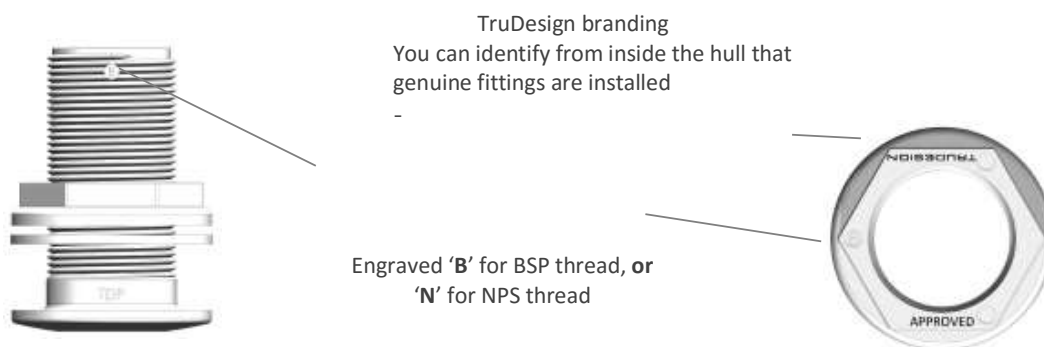 TruDesign branding
You can identify from inside the hull that
genuine fittings are installed
-
TRUDESIGN
B
TDP
Engraved ‘B’ for BSP thread, or
‘N’ for NPS thread
APPROVED